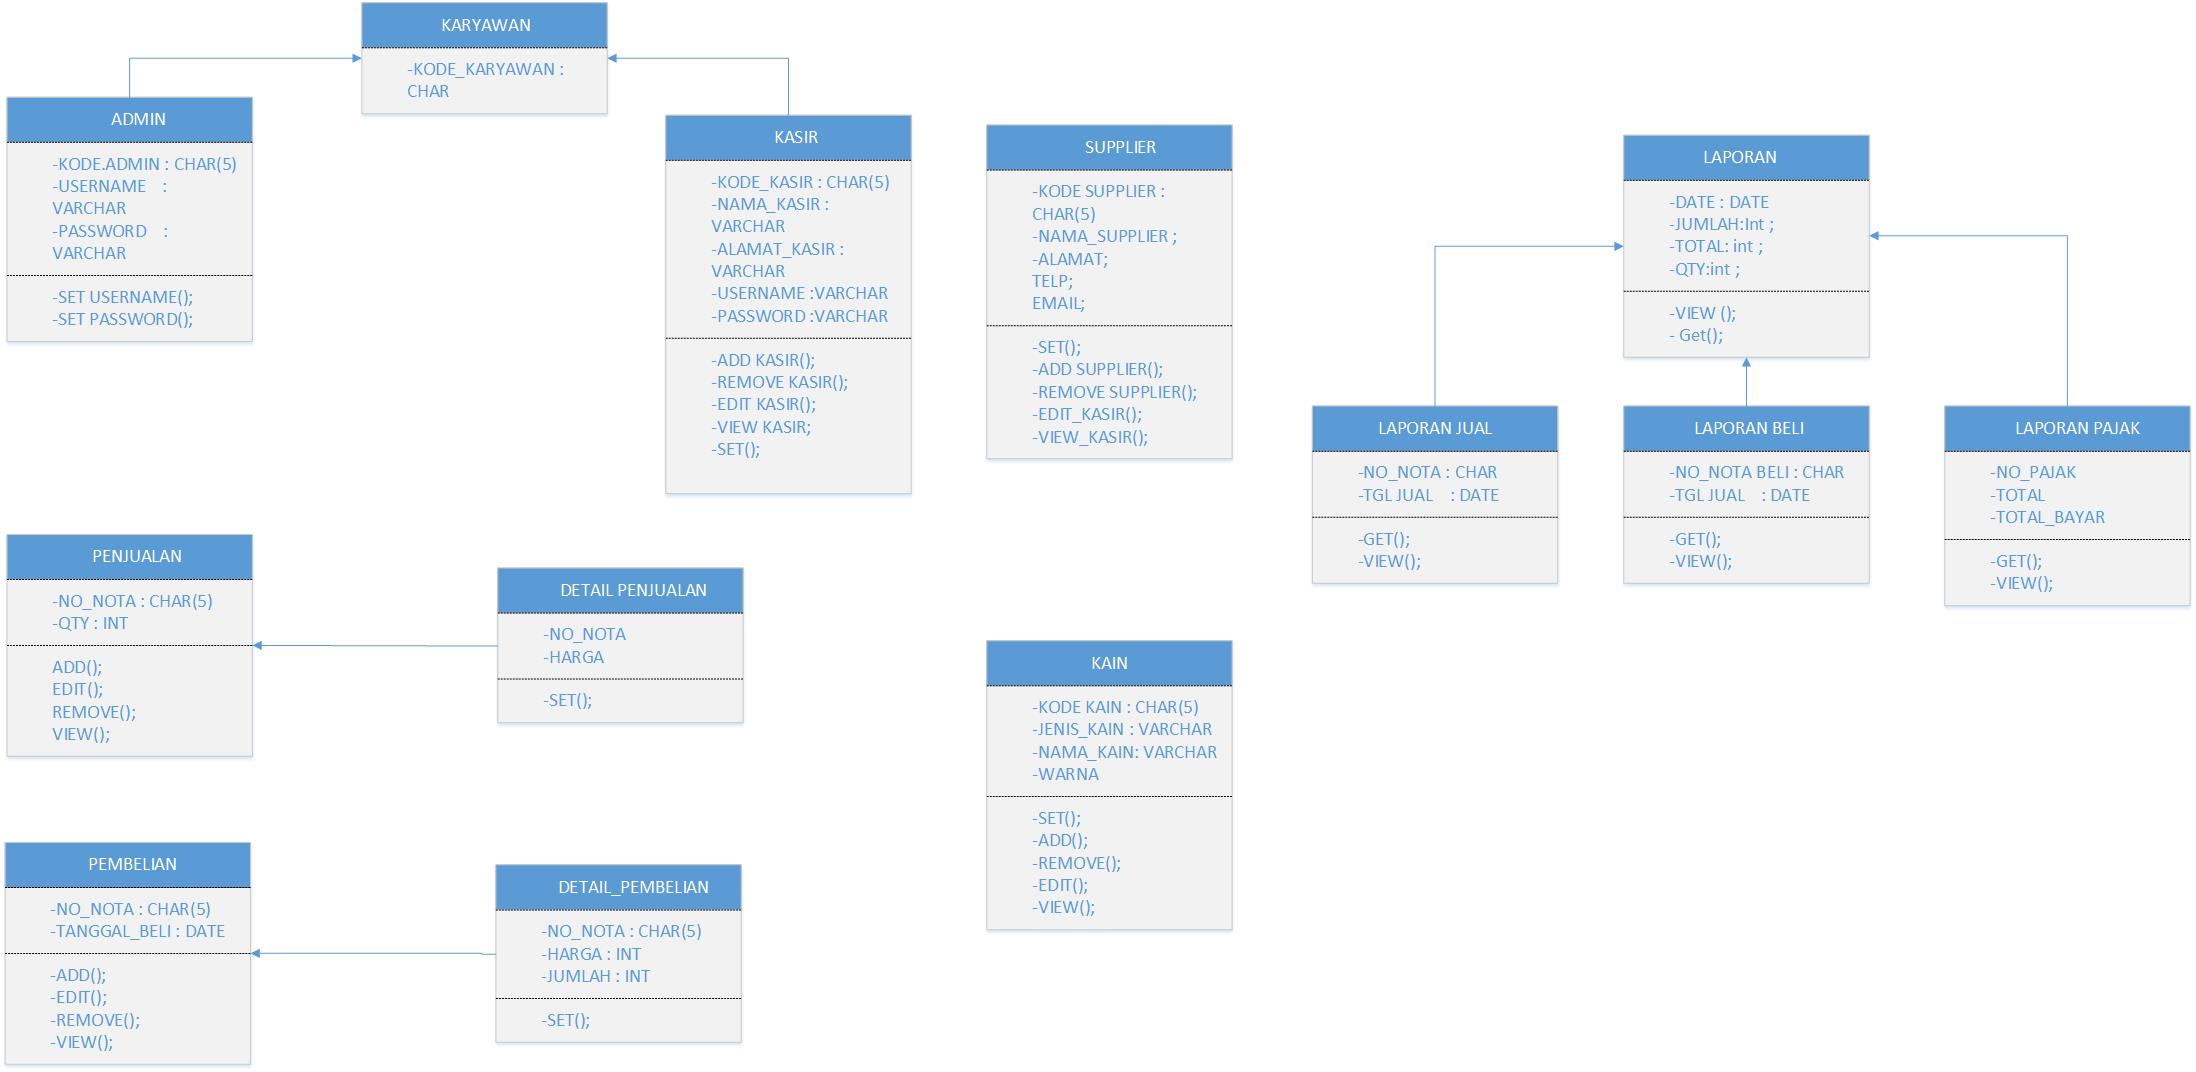 KARYAWAN
-KODE_KARYAWAN :
CHAR
ADMIN
-KODE.ADMIN : CHAR(5)
-USERNAME    :
VARCHAR
-PASSWORD    :
VARCHAR
-SET USERNAME();
-SET PASSWORD();
KASIR
-KODE_KASIR : CHAR(5)
-NAMA_KASIR :
VARCHAR
-ALAMAT_KASIR :
VARCHAR
-USERNAME :VARCHAR
-PASSWORD :VARCHAR
-ADD KASIR();
-REMOVE KASIR();
-EDIT KASIR();
-VIEW KASIR;
-SET();
SUPPLIER
-KODE SUPPLIER :
CHAR(5)
-NAMA_SUPPLIER ;
-ALAMAT;
TELP;
EMAIL;
-SET();
-ADD SUPPLIER();
-REMOVE SUPPLIER();
-EDIT_KASIR();
-VIEW_KASIR();
LAPORAN
-DATE : DATE
-JUMLAH:Int ;
-TOTAL: int ;
-QTY:int ;
-VIEW ();
- Get();
LAPORAN JUAL
-NO_NOTA : CHAR
-TGL JUAL    : DATE
-GET();
-VIEW();
LAPORAN BELI
-NO_NOTA BELI : CHAR
-TGL JUAL    : DATE
-GET();
-VIEW();
LAPORAN PAJAK
-NO_PAJAK
-TOTAL
-TOTAL_BAYAR
-GET();
-VIEW();
PENJUALAN
-NO_NOTA : CHAR(5)
-QTY : INT
ADD();
EDIT();
REMOVE();
VIEW();
DETAIL PENJUALAN
-NO_NOTA
-HARGA
-SET();
KAIN
-KODE KAIN : CHAR(5)
-JENIS_KAIN : VARCHAR
-NAMA_KAIN: VARCHAR
-WARNA
-SET();
-ADD();
-REMOVE();
-EDIT();
-VIEW();
PEMBELIAN
-NO_NOTA : CHAR(5)
-TANGGAL_BELI : DATE
-ADD();
-EDIT();
-REMOVE();
-VIEW();
DETAIL_PEMBELIAN
-NO_NOTA : CHAR(5)
-HARGA : INT
-JUMLAH : INT
-SET();